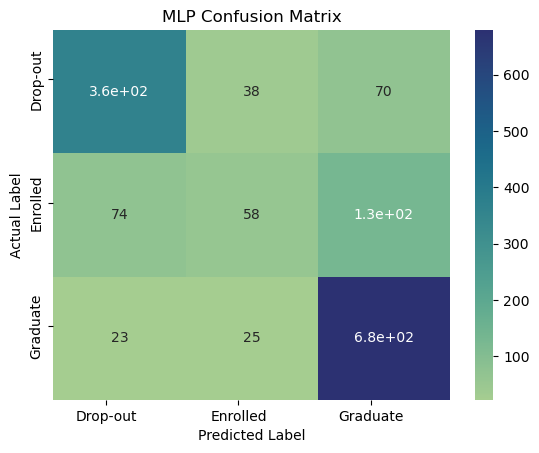 MLP Confusion Matrix
Actual Label
Drop-out
3.6e+02 38 70
Enrolled
74 58 1.3e+02
Graduate
23 25 6.8e+02
Drop-out Enrolled Graduate
Predicted Label
600
500
400
300
200
100